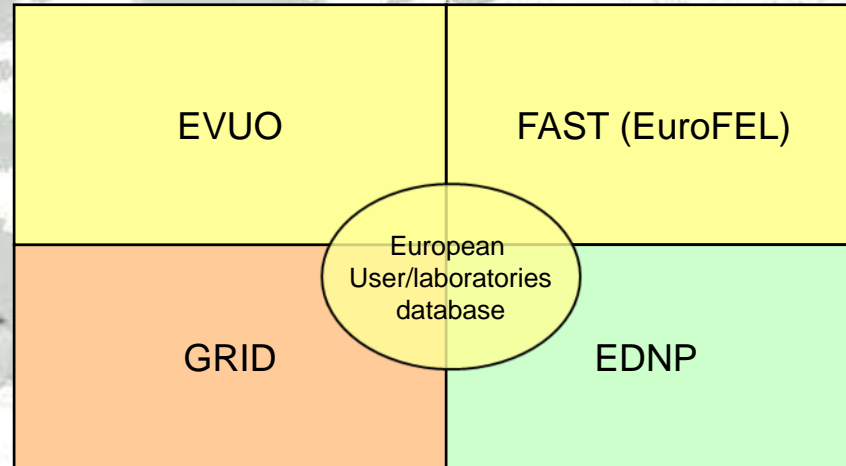 EVUO
FAST (EuroFEL)
European
User/laboratories
database
GRID
EDNP